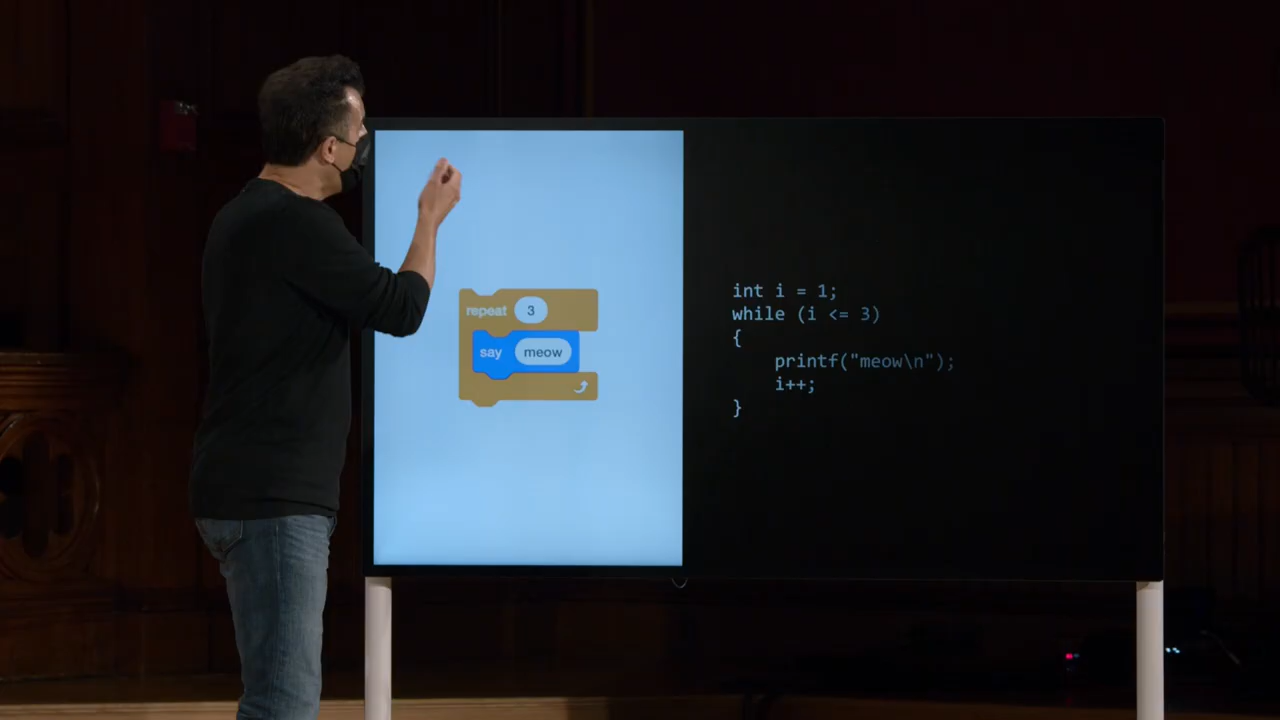 repeat 3
say meow
int i = 1;
while (i <= 3)
{
    printf("meow\n");
    i++;
}